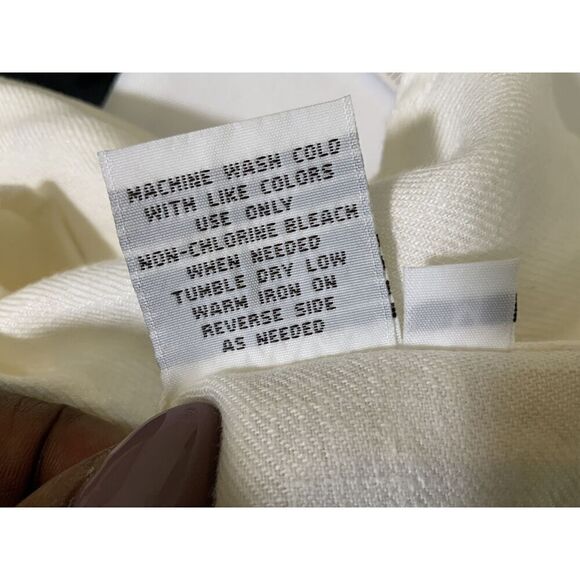 MACHINE WASH COLD
WITH LIKE COLORS
USE ONLY
NON-CHLORINE BLEACH
WHEN NEEDED
TUMBLE DRY LOW
WARM IRON ON
REVERSE SIDE
AS NEEDED